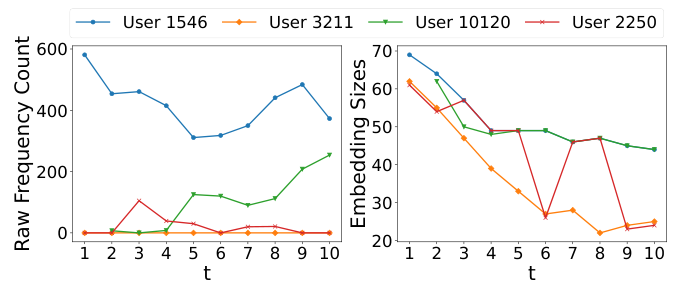 User 1546 User 3211 User 10120 User 2250
Raw Frequency Count
600
400
200
0
1 2 3 4 5 6 7 8 9 10
t
Embedding Sizes
70
60
50
40
30
20
1 2 3 4 5 6 7 8 9 10
t